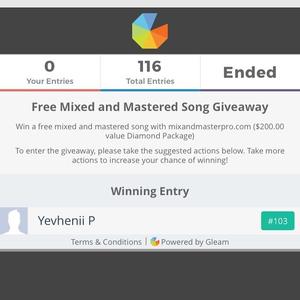 0 116 Ended
Your Entries Total Entries
Free Mixed and Mastered Song Giveaway
Win a free mixed and mastered song with mixandmasterpro.com ($200.00
value Diamond Package)
To enter the giveaway, please take the suggested actions below. Take more
actions to increase your chance of winning!
Winning Entry
Yevhenii P #103
Terms & Conditions | Powered by Gleam